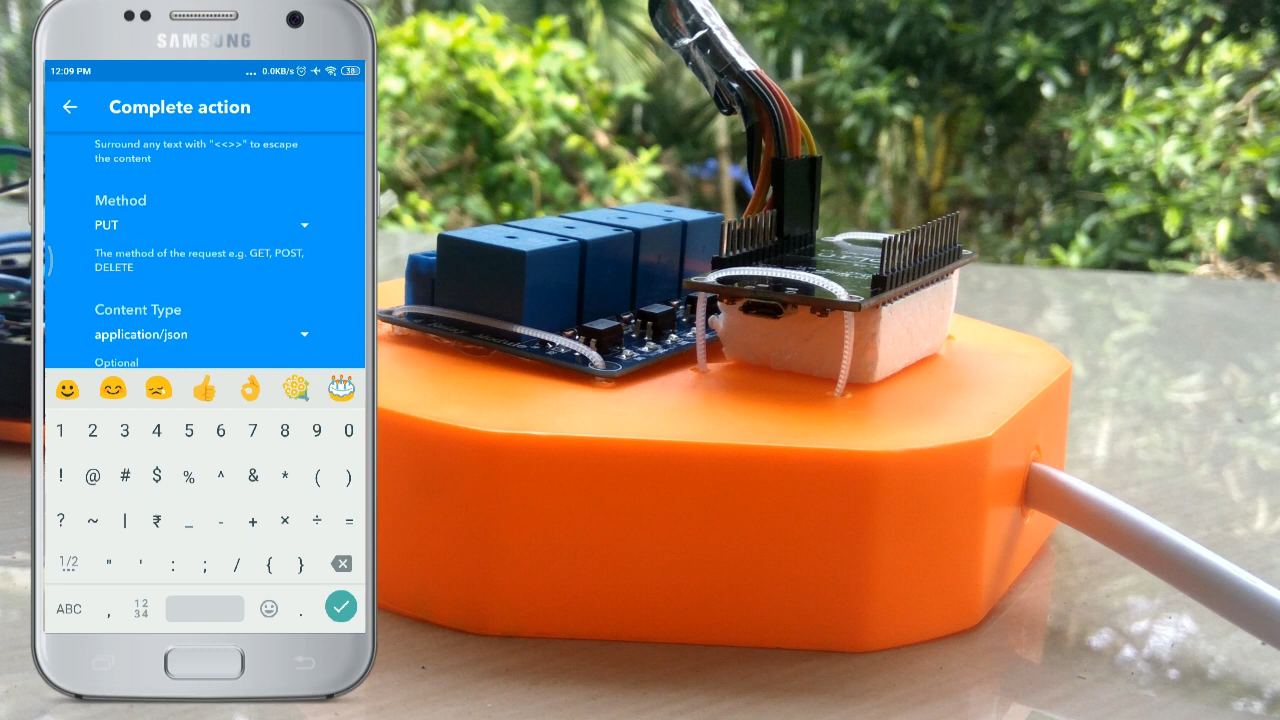 SAMSUNG
12:09 PM
... 0.0KB/s 38
Complete action
Surround any text with "<<>>" to escape
the content
Method
PUT
The method of the request e.g. GET, POST,
DELETE
Content Type
application/json
Optional
1 2 3 4 5 6 7 8 9 0
! @ # $ % ^ & * ( )
? ~ | ₹ _ - + × ÷ =
1/2 " ' : ; / { }
ABC , 12 34 .